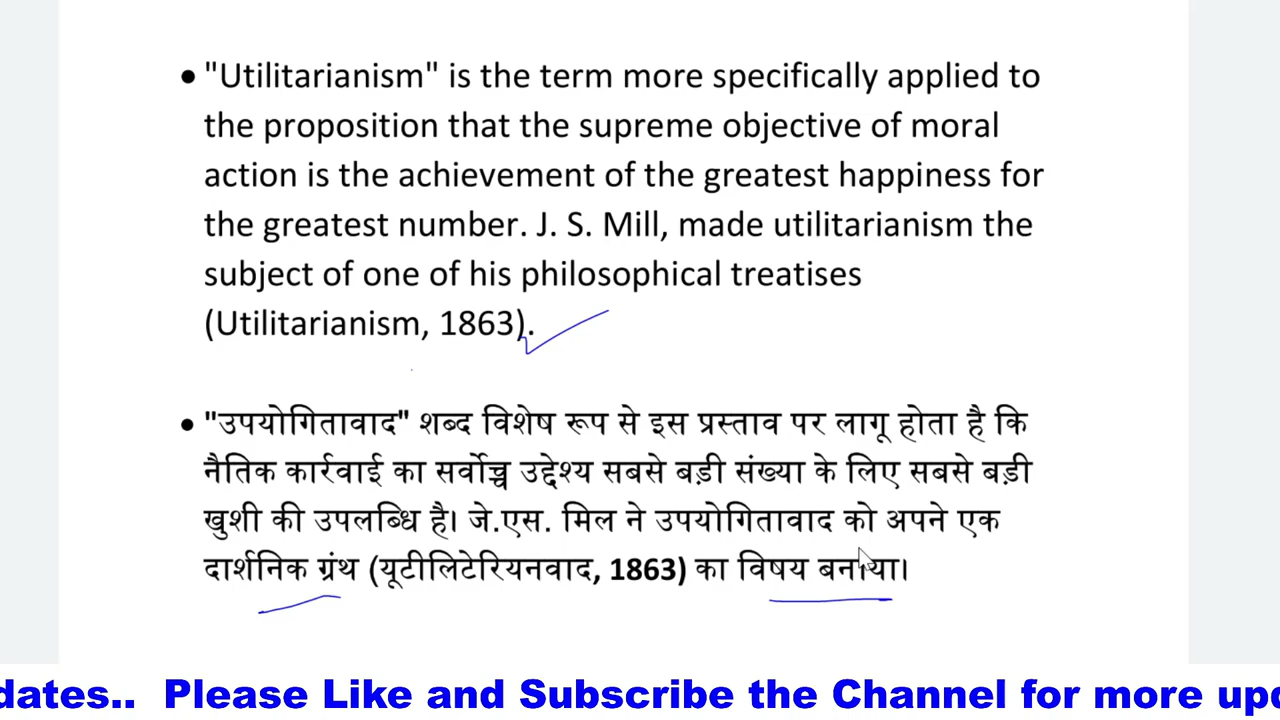 • "Utilitarianism" is the term more specifically applied to
the proposition that the supreme objective of moral
action is the achievement of the greatest happiness for
the greatest number. J. S. Mill, made utilitarianism the
subject of one of his philosophical treatises
(Utilitarianism, 1863).
• "उपयोगितावाद" शब्द विशेष रूप से इस प्रस्ताव पर लागू होता है कि
नैतिक कार्रवाई का सर्वोच्च उद्देश्य सबसे बड़ी संख्या के लिए सबसे बड़ी
खुशी की उपलब्धि है। जे.एस. मिल ने उपयोगितावाद को अपने एक
दार्शनिक ग्रंथ (यूटीलिटेरियनवाद, 1863) का विषय बनाया।
dates.. Please Like and Subscribe the Channel for more upd